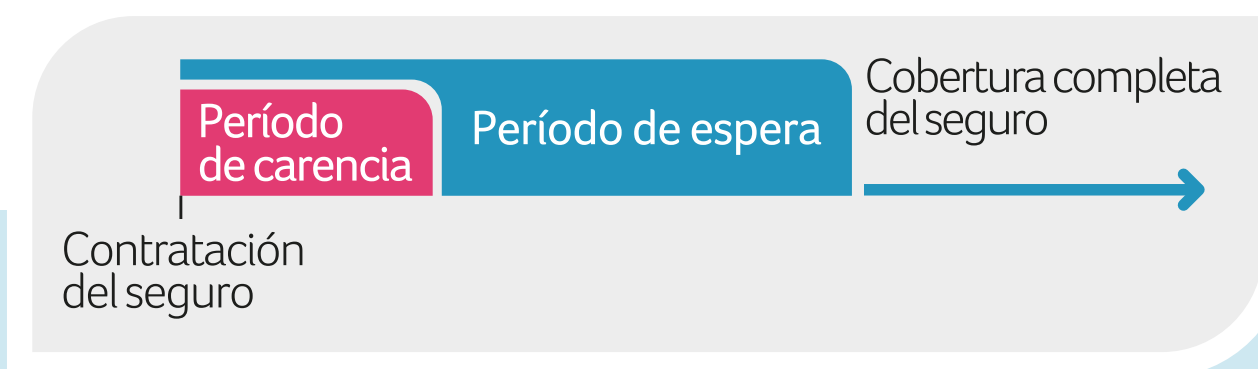 Período
de carencia
Período de espera
Cobertura completa
del seguro
Contratación
del seguro